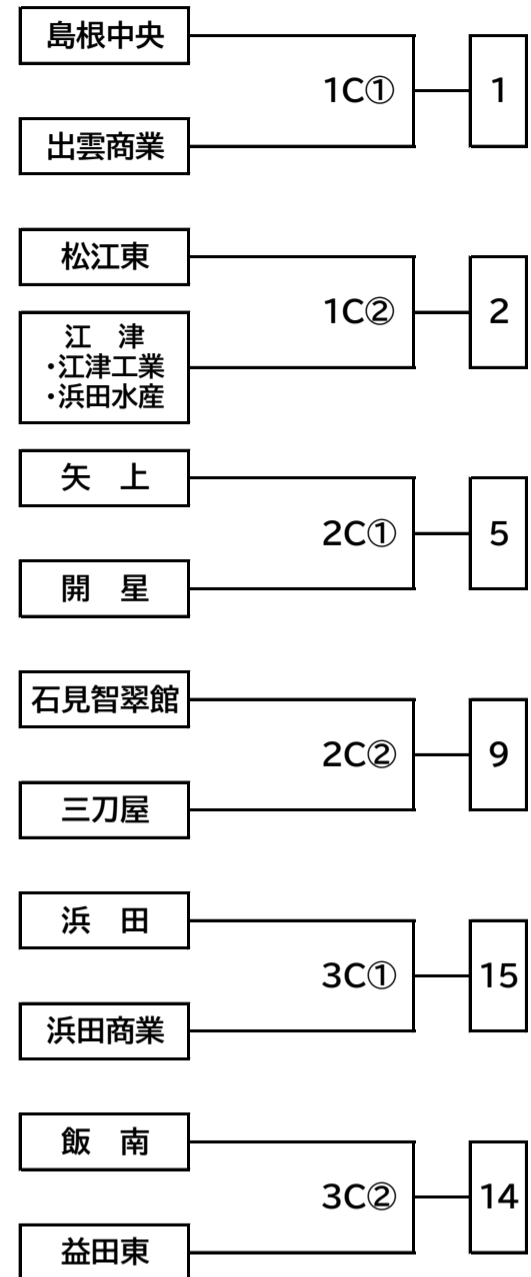 島根中央
1C①
1
出雲商業
松江東
1C②
2
江　津
・江津工業
・浜田水産
矢　上
2C①
5
開　星
石見智翠館
2C②
9
三刀屋
浜　田
3C①
15
浜田商業
飯　南
3C②
14
益田東